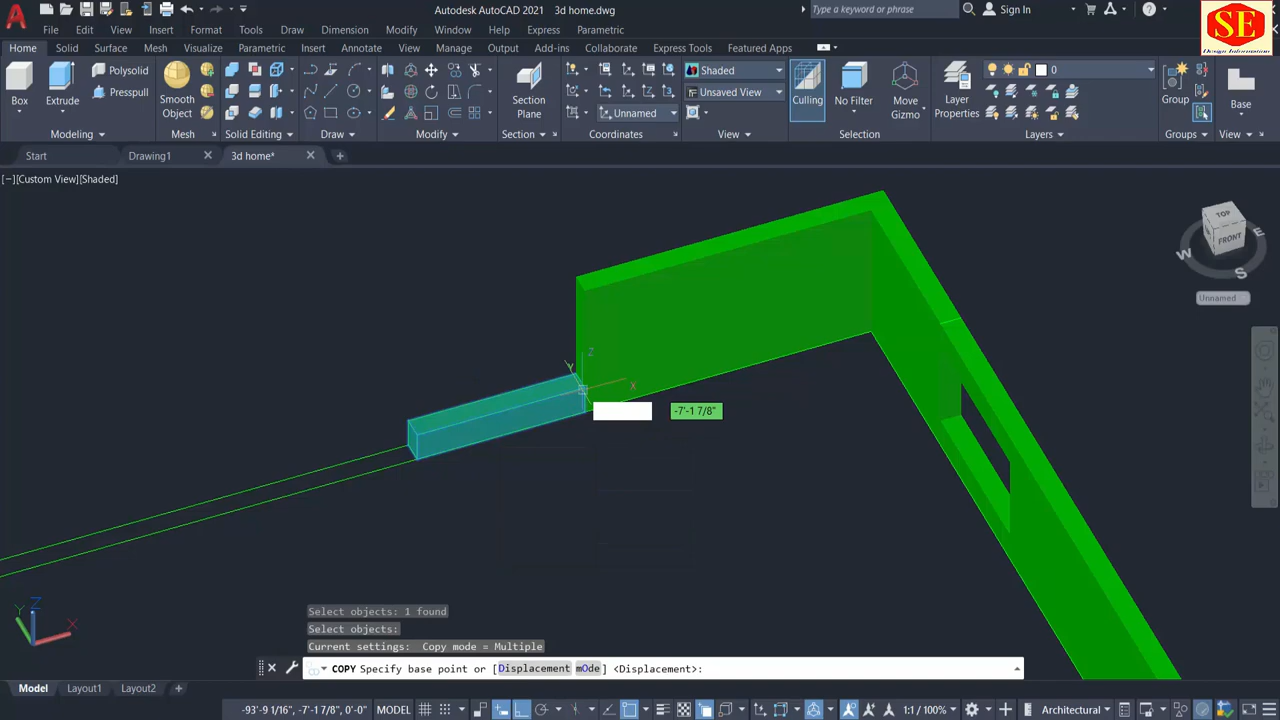 Autodesk AutoCAD 2021 3d home.dwg
Type a keyword or phrase
Sign In
SE
Design Information
File Edit View Insert Format Tools Draw Dimension Modify Window Help Express Parametric
Home Solid Surface Mesh Visualize Parametric Insert Annotate View Manage Output Add-ins Collaborate Express Tools Featured Apps
Box
Extrude
Polysolid
Presspull
Smooth
Object
Section
Plane
Unnamed
Shaded
Unsaved View
Culling
No Filter
Move
Gizmo
Layer
Properties
0
Group
Base
Modeling Mesh Solid Editing Draw Modify Section Coordinates View Selection Layers Groups View
Start Drawing1 3d home*
[−][Custom View][Shaded]
TOP
FRONT
W
E
S
Unnamed
Z
Y
X
-7'-1 7/8"
Z
Y
X
Select objects: 1 found
Select objects:
Current settings: Copy mode = Multiple
COPY Specify base point or [Displacement mOde] <Displacement>:
Model Layout1 Layout2
-93'-9 1/16", -7'-1 7/8", 0'-0" MODEL
1:1 / 100%
Architectural